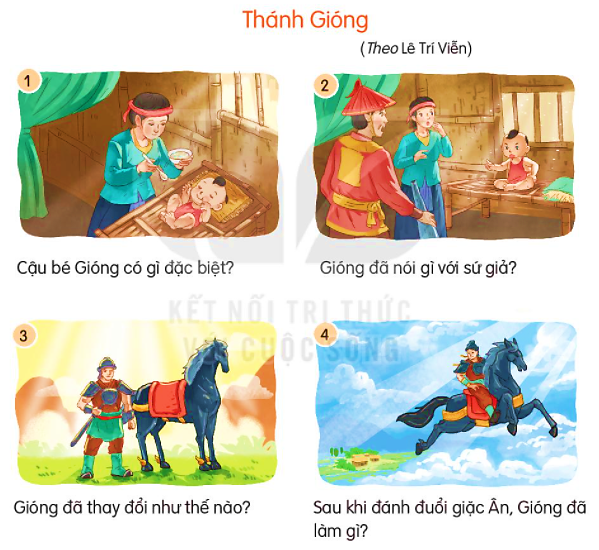 Thánh Gióng
(Theo Lê Trí Viễn)
1
2
Cậu bé Gióng có gì đặc biệt?
Gióng đã nói gì với sứ giả?
KẾT NỐI TRI THỨC
VỚI CUỘC SỐNG
3
4
Gióng đã thay đổi như thế nào?
Sau khi đánh đuổi giặc Ân, Gióng đã
làm gì?